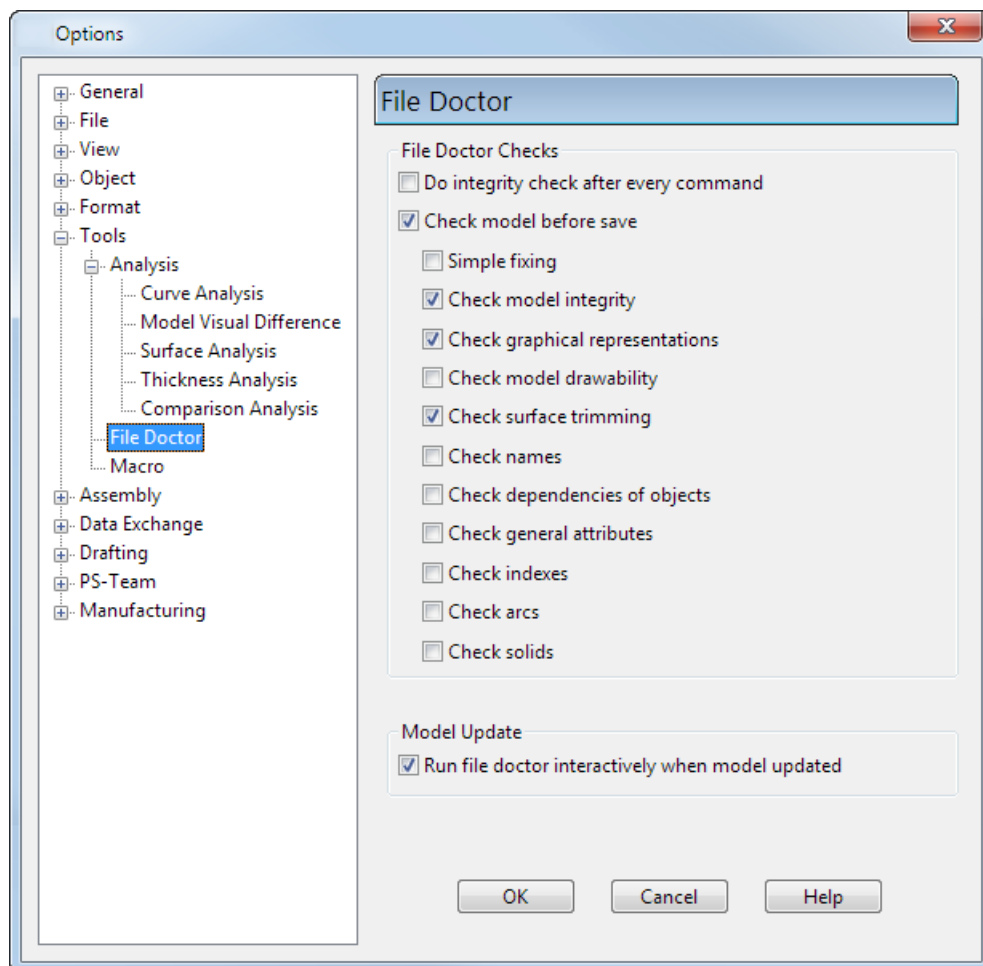 Options
General
File
View
Object
Format
Tools
Analysis
Curve Analysis
Model Visual Difference
Surface Analysis
Thickness Analysis
Comparison Analysis
File Doctor
Macro
Assembly
Data Exchange
Drafting
PS-Team
Manufacturing
File Doctor
File Doctor Checks
Do integrity check after every command
Check model before save
Simple fixing
Check model integrity
Check graphical representations
Check model drawability
Check surface trimming
Check names
Check dependencies of objects
Check general attributes
Check indexes
Check arcs
Check solids
Model Update
Run file doctor interactively when model updated
OK Cancel Help